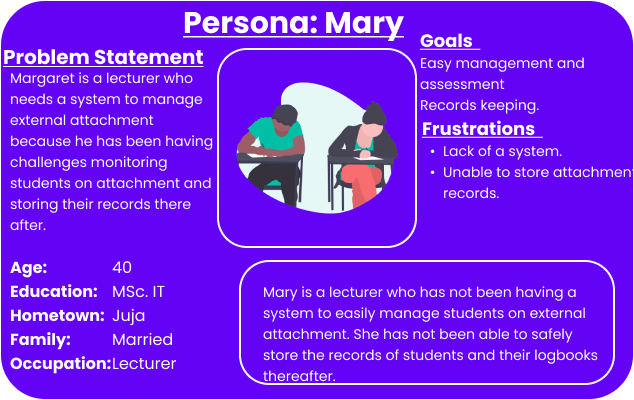 Persona: Mary
Problem Statement
Margaret is a lecturer who
needs a system to manage
external attachment
because he has been having
challenges monitoring
students on attachment and
storing their records there
after.
Goals
Easy management and
assessment
Records keeping.
Frustrations
• Lack of a system.
• Unable to store attachment
records.
Age: 40
Education: MSc. IT
Hometown: Juja
Family: Married
Occupation: Lecturer
Mary is a lecturer who has not been having a
system to easily manage students on external
attachment. She has not been able to safely
store the records of students and their logbooks
thereafter.